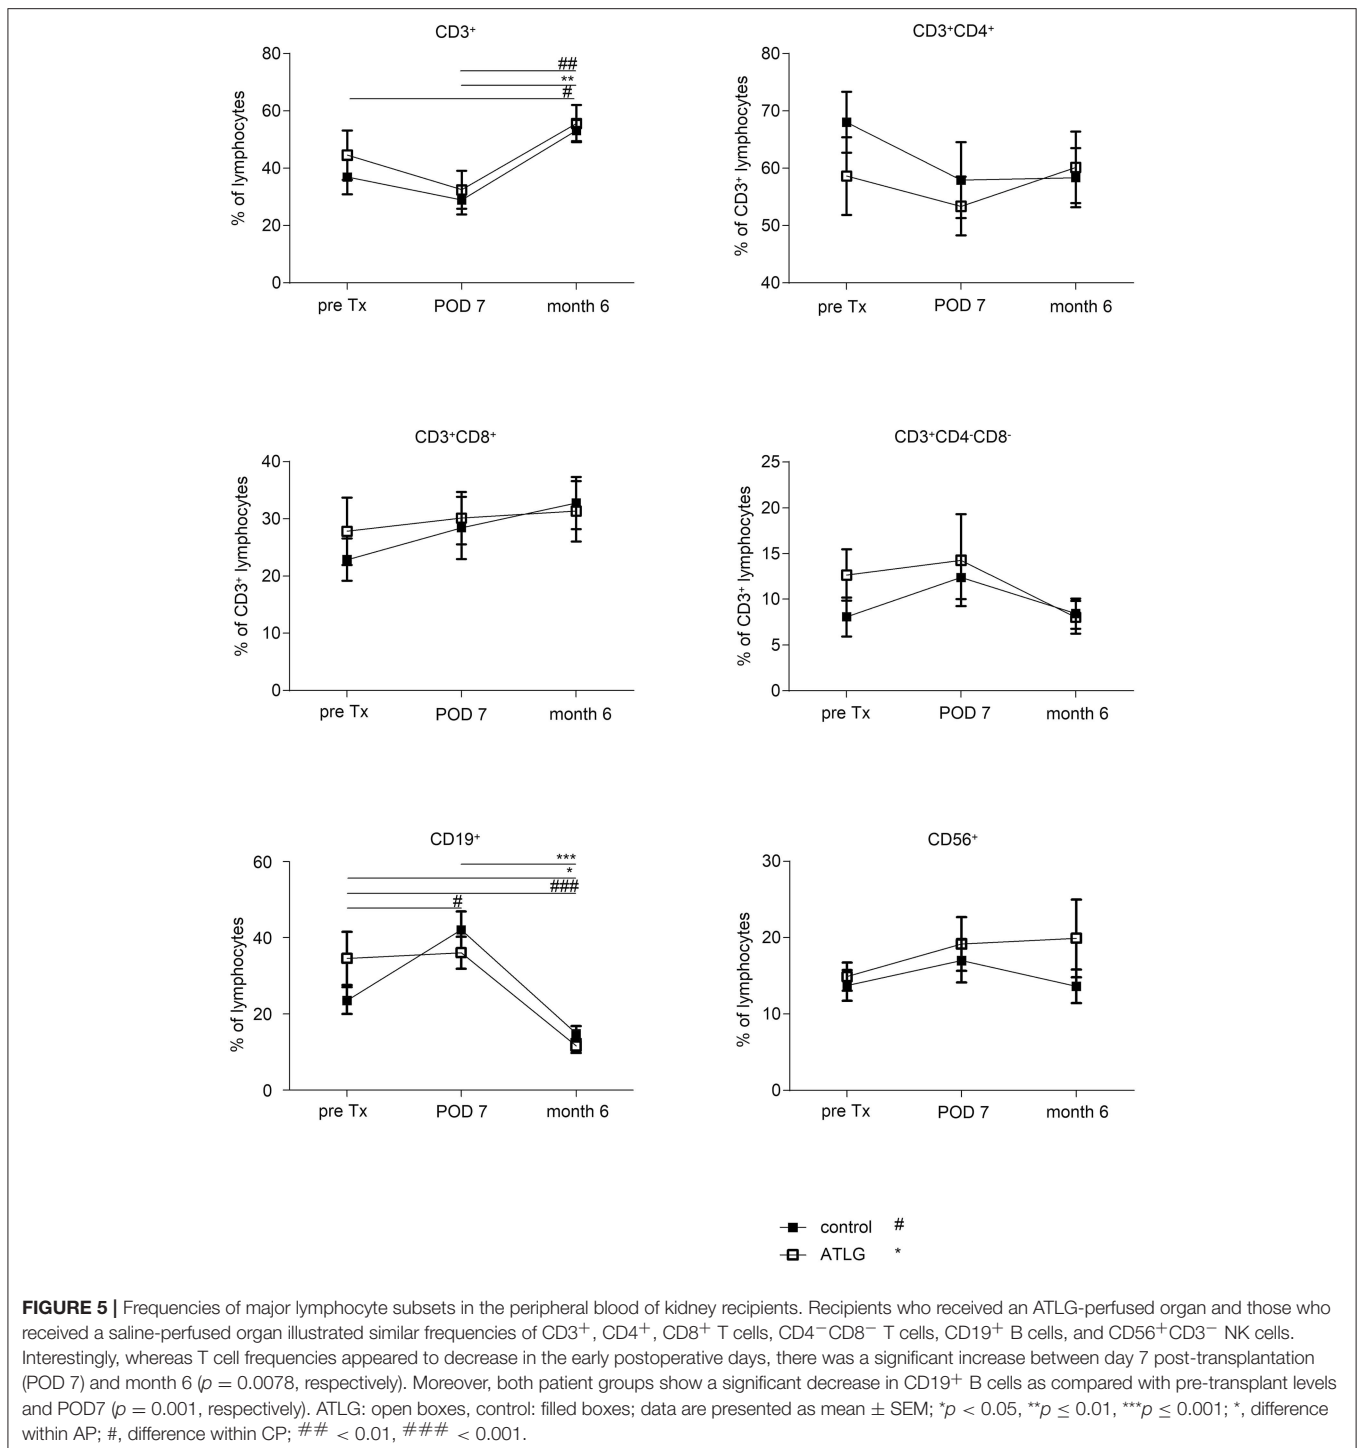 CD3⁺
80
60
40
20
0
% of lymphocytes
##
**
#
pre Tx
POD 7
month 6
CD3⁺CD4⁺
80
70
60
50
40
% of CD3⁺ lymphocytes
pre Tx
POD 7
month 6
CD3⁺CD8⁺
40
30
20
10
0
% of CD3⁺ lymphocytes
pre Tx
POD 7
month 6
CD3⁺CD4⁻CD8⁻
25
20
15
10
5
0
% of CD3⁺ lymphocytes
pre Tx
POD 7
month 6
CD19⁺
60
40
20
0
% of lymphocytes
***
*
###
#
pre Tx
POD 7
month 6
CD56⁺
30
20
10
0
% of lymphocytes
pre Tx
POD 7
month 6
control #
ATLG *
FIGURE 5 | Frequencies of major lymphocyte subsets in the peripheral blood of kidney recipients. Recipients who received an ATLG-perfused organ and those who
received a saline-perfused organ illustrated similar frequencies of CD3⁺, CD4⁺, CD8⁺ T cells, CD4⁻CD8⁻ T cells, CD19⁺ B cells, and CD56⁺CD3⁻ NK cells.
Interestingly, whereas T cell frequencies appeared to decrease in the early postoperative days, there was a significant increase between day 7 post-transplantation
(POD 7) and month 6 (p = 0.0078, respectively). Moreover, both patient groups show a significant decrease in CD19⁺ B cells as compared with pre-transplant levels
and POD7 (p = 0.001, respectively). ATLG: open boxes, control: filled boxes; data are presented as mean ± SEM; *p < 0.05, **p ≤ 0.01, ***p ≤ 0.001; *, difference
within AP; #, difference within CP; ## < 0.01, ### < 0.001.